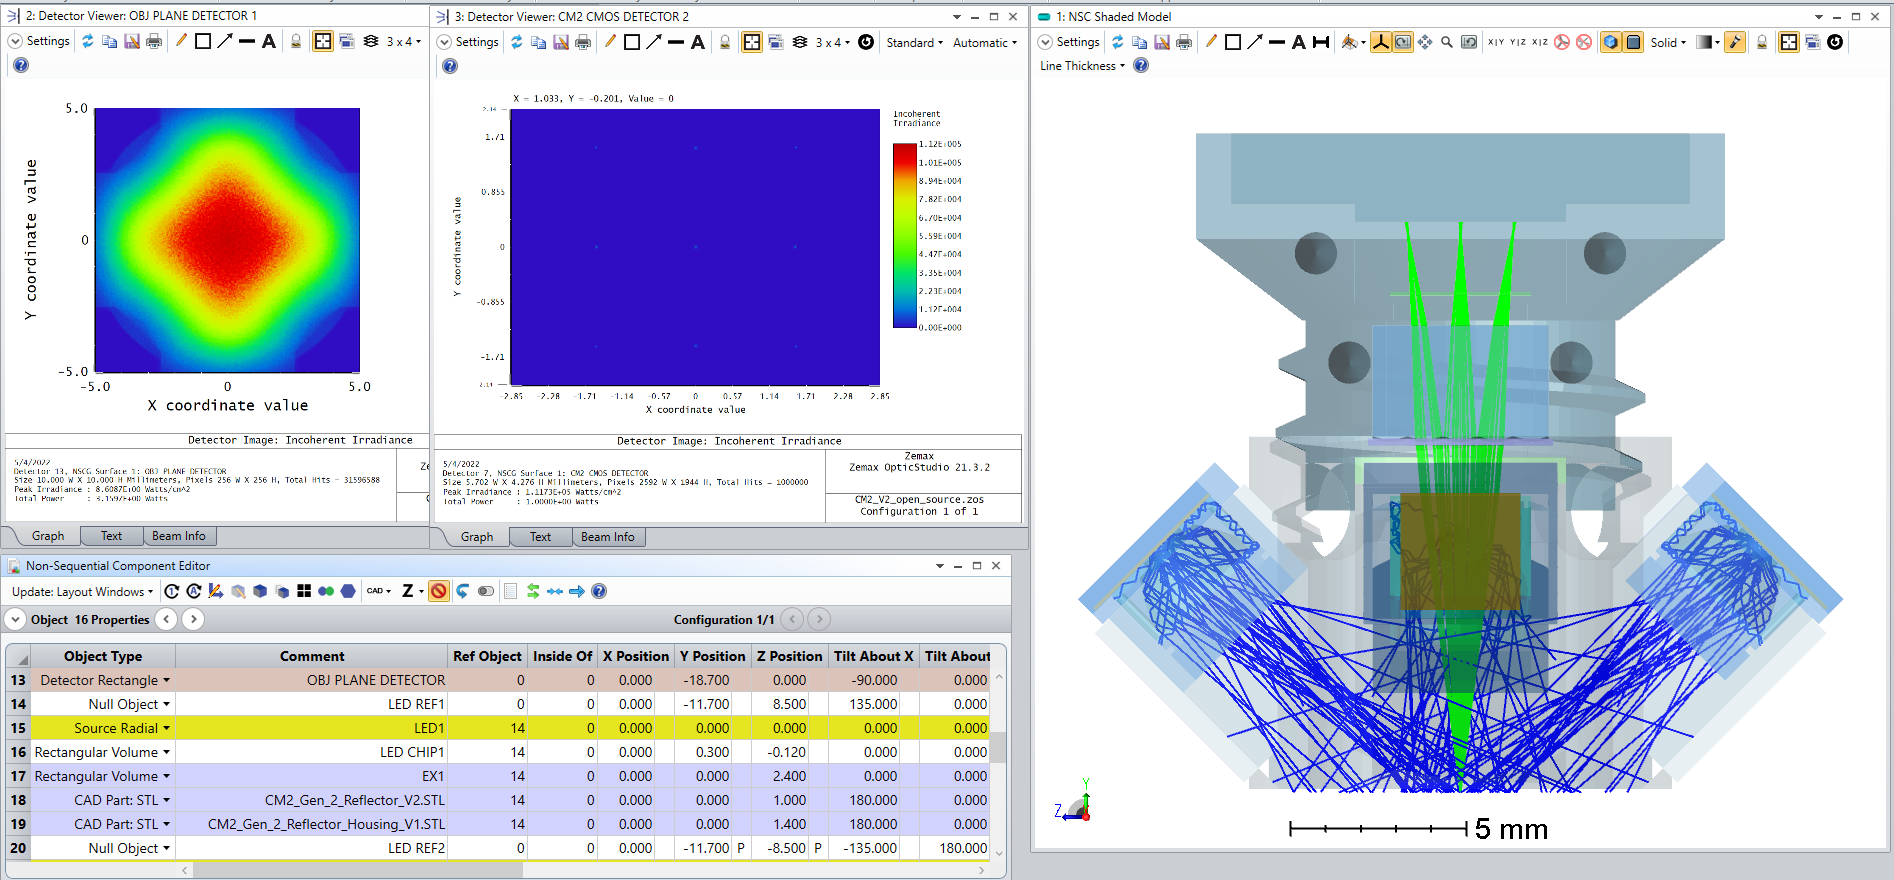 2: Detector Viewer: OBJ PLANE DETECTOR 1
Settings
3 x 4
5.0
0
-5.0
-5.0 0 5.0
Y coordinate value
X coordinate value
Detector Image: Incoherent Irradiance
5/4/2022
Detector 13, NSCG Surface 1: OBJ PLANE DETECTOR
Size 10.000 W X 10.000 H Millimeters, Pixels 256 W X 256 H, Total Hits = 31596588
Peak Irradiance : 8.6087E+00 Watts/cm^2
Total Power : 3.1597E+00 Watts
Ze
Graph Text Beam Info
3: Detector Viewer: CM2 CMOS DETECTOR 2
Settings
3 x 4 Standard Automatic
X = 1.033, Y = -0.201, Value = 0
2.14
1.71
0.855
0
-0.855
-1.71
2.14
-2.85 -2.28 -1.71 -1.14 -0.57 0 0.57 1.14 1.71 2.28 2.85
Y coordinate value
X coordinate value
Incoherent
Irradiance
1.12E+005
1.01E+005
8.94E+004
7.82E+004
6.70E+004
5.59E+004
4.47E+004
3.35E+004
2.23E+004
1.12E+004
0.00E+000
Detector Image: Incoherent Irradiance
5/4/2022
Detector 7, NSCG Surface 1: CM2 CMOS DETECTOR
Size 5.702 W X 4.276 H Millimeters, Pixels 2592 W X 1944 H, Total Hits = 1000000
Peak Irradiance : 1.1173E+05 Watts/cm^2
Total Power : 1.0000E+00 Watts
Zemax
Zemax OpticStudio 21.3.2
CM2_V2_open_source.zos
Configuration 1 of 1
Graph Text Beam Info
1: NSC Shaded Model
Settings
X|Y Y|Z X|Z Solid
Line Thickness
Y
Z
5 mm
Non-Sequential Component Editor
Update: Layout Windows CAD Z
Object 16 Properties Configuration 1/1
Object Type Comment Ref Object Inside Of X Position Y Position Z Position Tilt About X Tilt About
13 Detector Rectangle OBJ PLANE DETECTOR 0 0 0.000 -18.700 0.000 -90.000 0.000
14 Null Object LED REF1 0 0 0.000 -11.700 8.500 135.000 0.000
15 Source Radial LED1 14 0 0.000 0.000 0.000 0.000 0.000
16 Rectangular Volume LED CHIP1 14 0 0.000 0.300 -0.120 0.000 0.000
17 Rectangular Volume EX1 14 0 0.000 0.000 2.400 0.000 0.000
18 CAD Part: STL CM2_Gen_2_Reflector_V2.STL 14 0 0.000 0.000 1.000 180.000 0.000
19 CAD Part: STL CM2_Gen_2_Reflector_Housing_V1.STL 14 0 0.000 0.000 1.400 180.000 0.000
20 Null Object LED REF2 0 0 0.000 -11.700 P -8.500 P -135.000 180.000